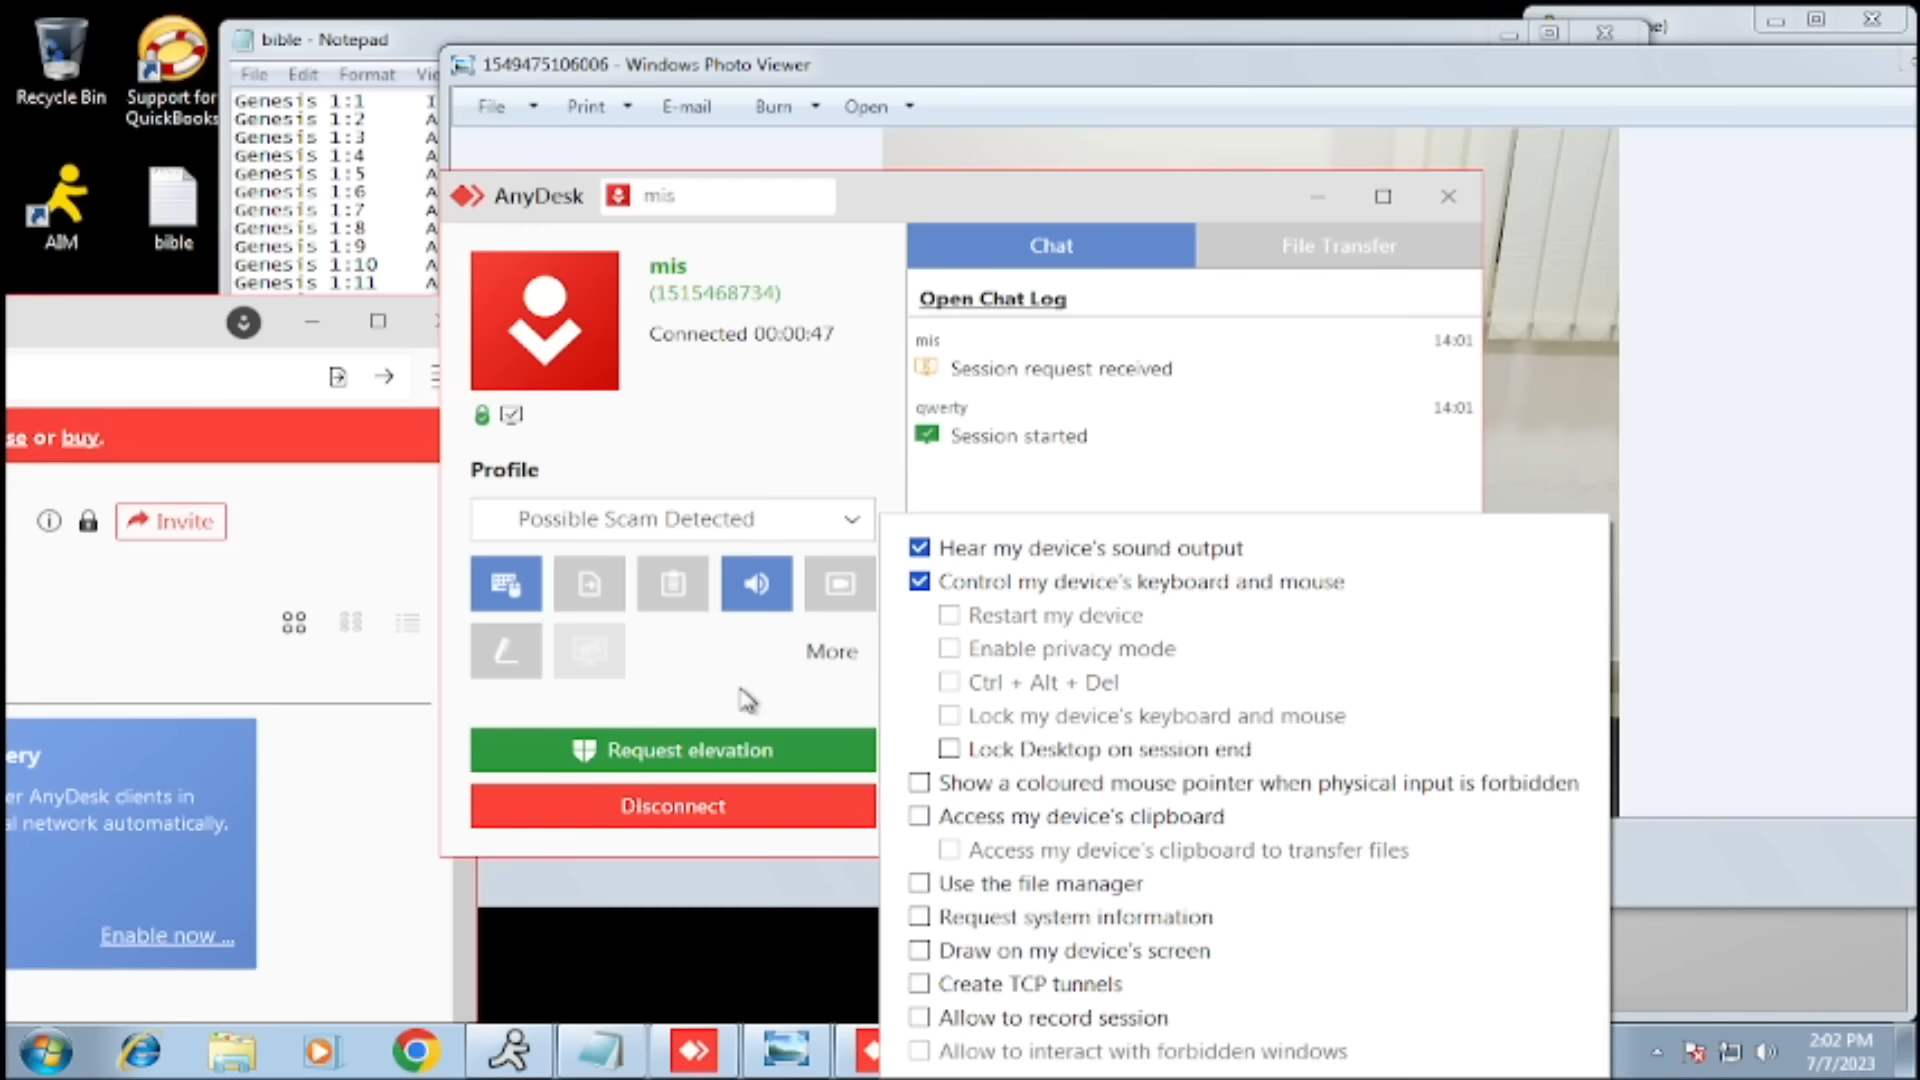 Recycle Bin
Support for
QuickBooks
AIM
bible
bible - Notepad
File Edit Format
Genesis 1:1
Genesis 1:2 A
Genesis 1:3 A
Genesis 1:4 A
Genesis 1:5 A
Genesis 1:6 A
Genesis 1:7 A
Genesis 1:8 A
Genesis 1:9 A
Genesis 1:10 A
Genesis 1:11 A
1549475106006 - Windows Photo Viewer
File Print E-mail Burn Open
AnyDesk mis
mis
(1515468734)
Connected 00:00:47
Profile
Possible Scam Detected
More
Request elevation
Disconnect
Chat File Transfer
Open Chat Log
mis 14:01
Session request received
qwerty 14:01
Session started
Hear my device's sound output
Control my device's keyboard and mouse
Restart my device
Enable privacy mode
Ctrl + Alt + Del
Lock my device's keyboard and mouse
Lock Desktop on session end
Show a coloured mouse pointer when physical input is forbidden
Access my device's clipboard
Access my device's clipboard to transfer files
Use the file manager
Request system information
Draw on my device's screen
Create TCP tunnels
Allow to record session
Allow to interact with forbidden windows
se or buy.
Invite
ery
er AnyDesk clients in
al network automatically.
Enable now ...
2:02 PM
7/7/2023